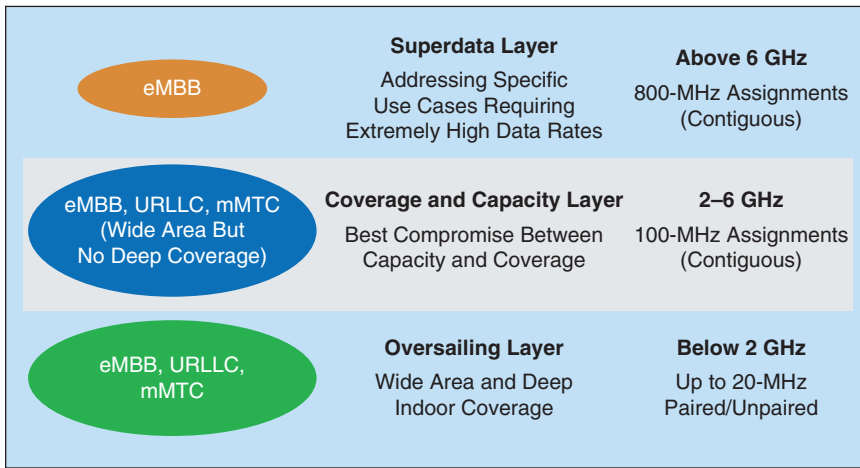 eMBB
Superdata Layer
Addressing Specific
Use Cases Requiring
Extremely High Data Rates
Above 6 GHz
800-MHz Assignments
(Contiguous)
eMBB, URLLC, mMTC
(Wide Area But
No Deep Coverage)
Coverage and Capacity Layer
Best Compromise Between
Capacity and Coverage
2–6 GHz
100-MHz Assignments
(Contiguous)
eMBB, URLLC,
mMTC
Oversailing Layer
Wide Area and Deep
Indoor Coverage
Below 2 GHz
Up to 20-MHz
Paired/Unpaired